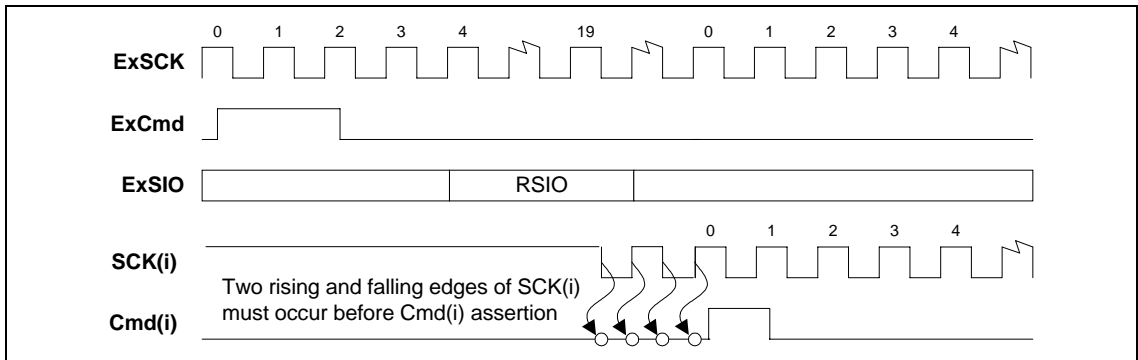 0 1 2 3 4 19 0 1 2 3 4
ExSCK
ExCmd
ExSIO
RSIO
0 1 2 3 4
SCK(i)
Two rising and falling edges of SCK(i)
must occur before Cmd(i) assertion
Cmd(i)